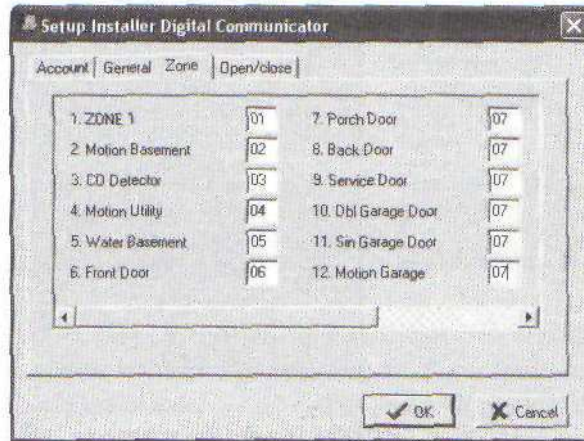 Setup Installer Digital Communicator
Account General Zone Open/close
1. ZONE 1 01
2. Motion Basement 02
3. CO Detector 03
4. Motion Utility 04
5. Water Basement 05
6. Front Door 06
7. Porch Door 07
8. Back Door 07
9. Service Door 07
10. Dbl Garage Door 07
11. Sin Garage Door 07
12. Motion Garage 07
OK Cancel